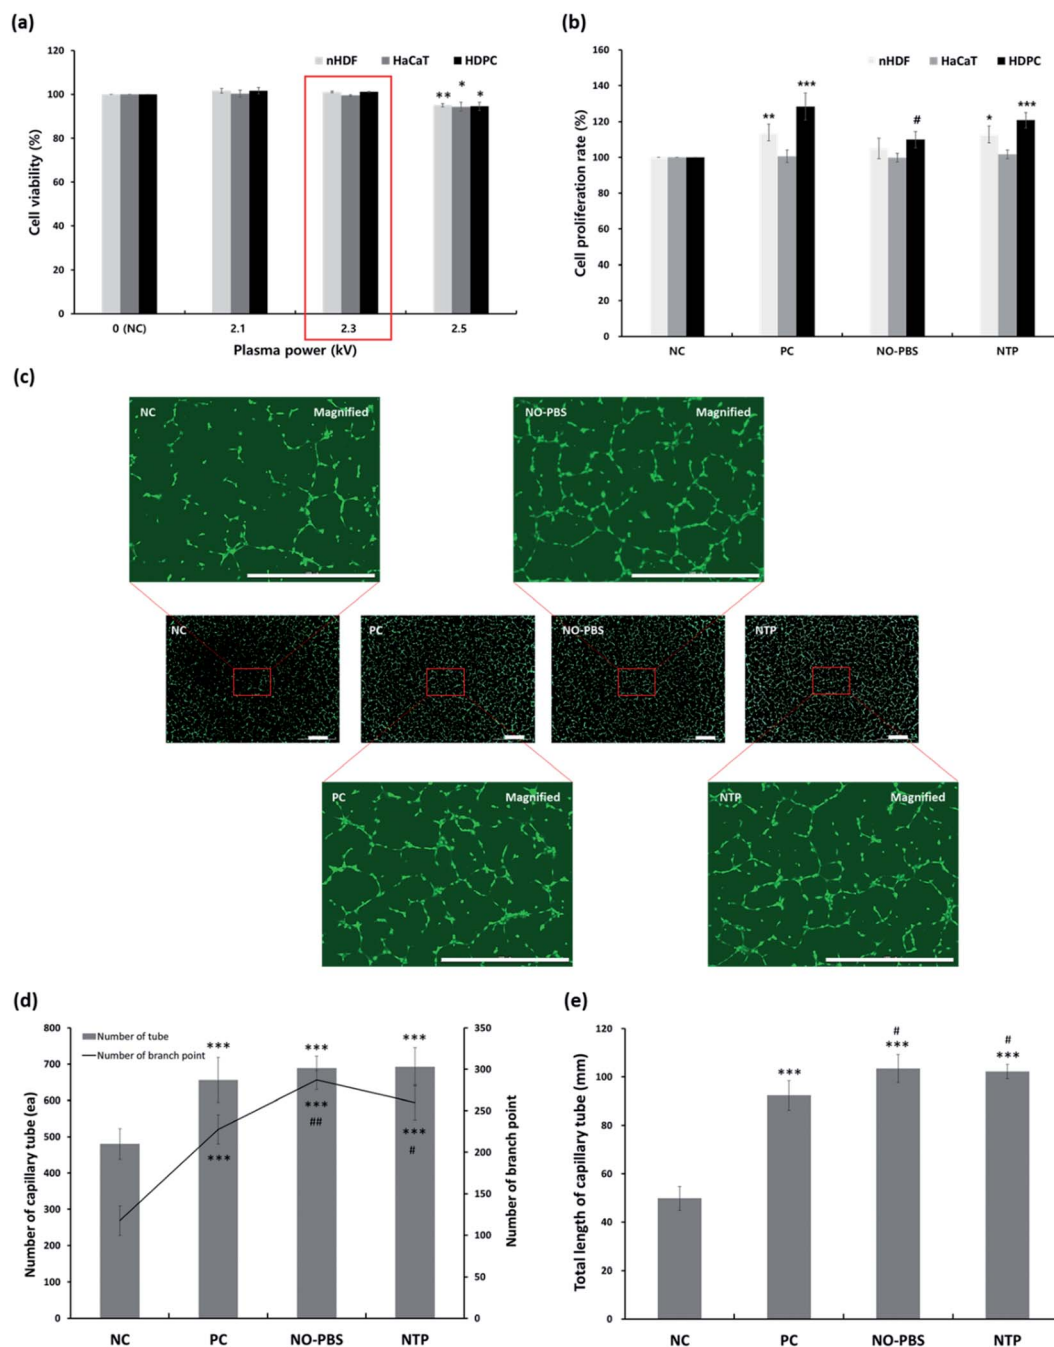 (a)
nHDF HaCaT HDPC
120
100
80
60
40
20
0
** * *
Cell viability (%)
0 (NC) 2.1 2.3 2.5
Plasma power (kV)
(b)
nHDF HaCaT HDPC
160
140
120
100
80
60
40
20
0
** *** # * ***
Cell proliferation rate (%)
NC PC NO-PBS NTP
(c)
NC Magnified
NO-PBS Magnified
NC PC NO-PBS NTP
PC Magnified
NTP Magnified
(d)
Number of tube
Number of branch point
800
700
600
500
400
300
200
100
0
350
300
250
200
150
100
50
0
*** *** ***
*** *** ***
## #
Number of capillary tube (ea)
Number of branch point
NC PC NO-PBS NTP
(e)
120
100
80
60
40
20
0
# #
*** *** ***
Total length of capillary tube (mm)
NC PC NO-PBS NTP